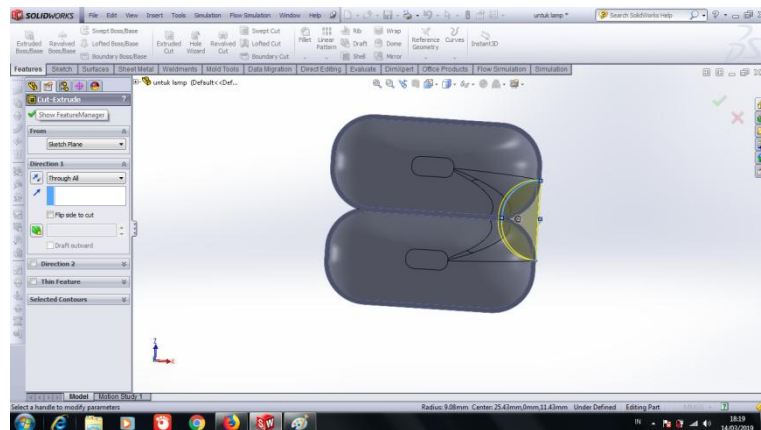 SOLIDWORKS File Edit View Insert Tools Simulation Flow Simulation Window Help untuk lamp * Search SolidWorks Help
Extruded Boss/Base
Revolved Boss/Base
Swept Boss/Base
Lofted Boss/Base
Boundary Boss/Base
Extruded Cut
Hole Wizard
Revolved Cut
Swept Cut
Lofted Cut
Boundary Cut
Fillet
Linear Pattern
Rib
Draft
Shell
Wrap
Dome
Mirror
Reference Geometry
Curves
Instant3D
Features Sketch Surfaces Sheet Metal Weldments Mold Tools Data Migration Direct Editing Evaluate DimXpert Office Products Flow Simulation Simulation
untuk lamp (Default< <Def...
Cut-Extrude ?
Show FeatureManager
From
Sketch Plane
Direction 1
Through All
Flip side to cut
Draft outward
Direction 2
Thin Feature
Selected Contours
Z
X
Model Motion Study 1
Select a handle to modify parameters Radius: 9.08mm Center: 25.43mm,0mm,11.43mm Under Defined Editing Part
IN 18:19
14/03/2019